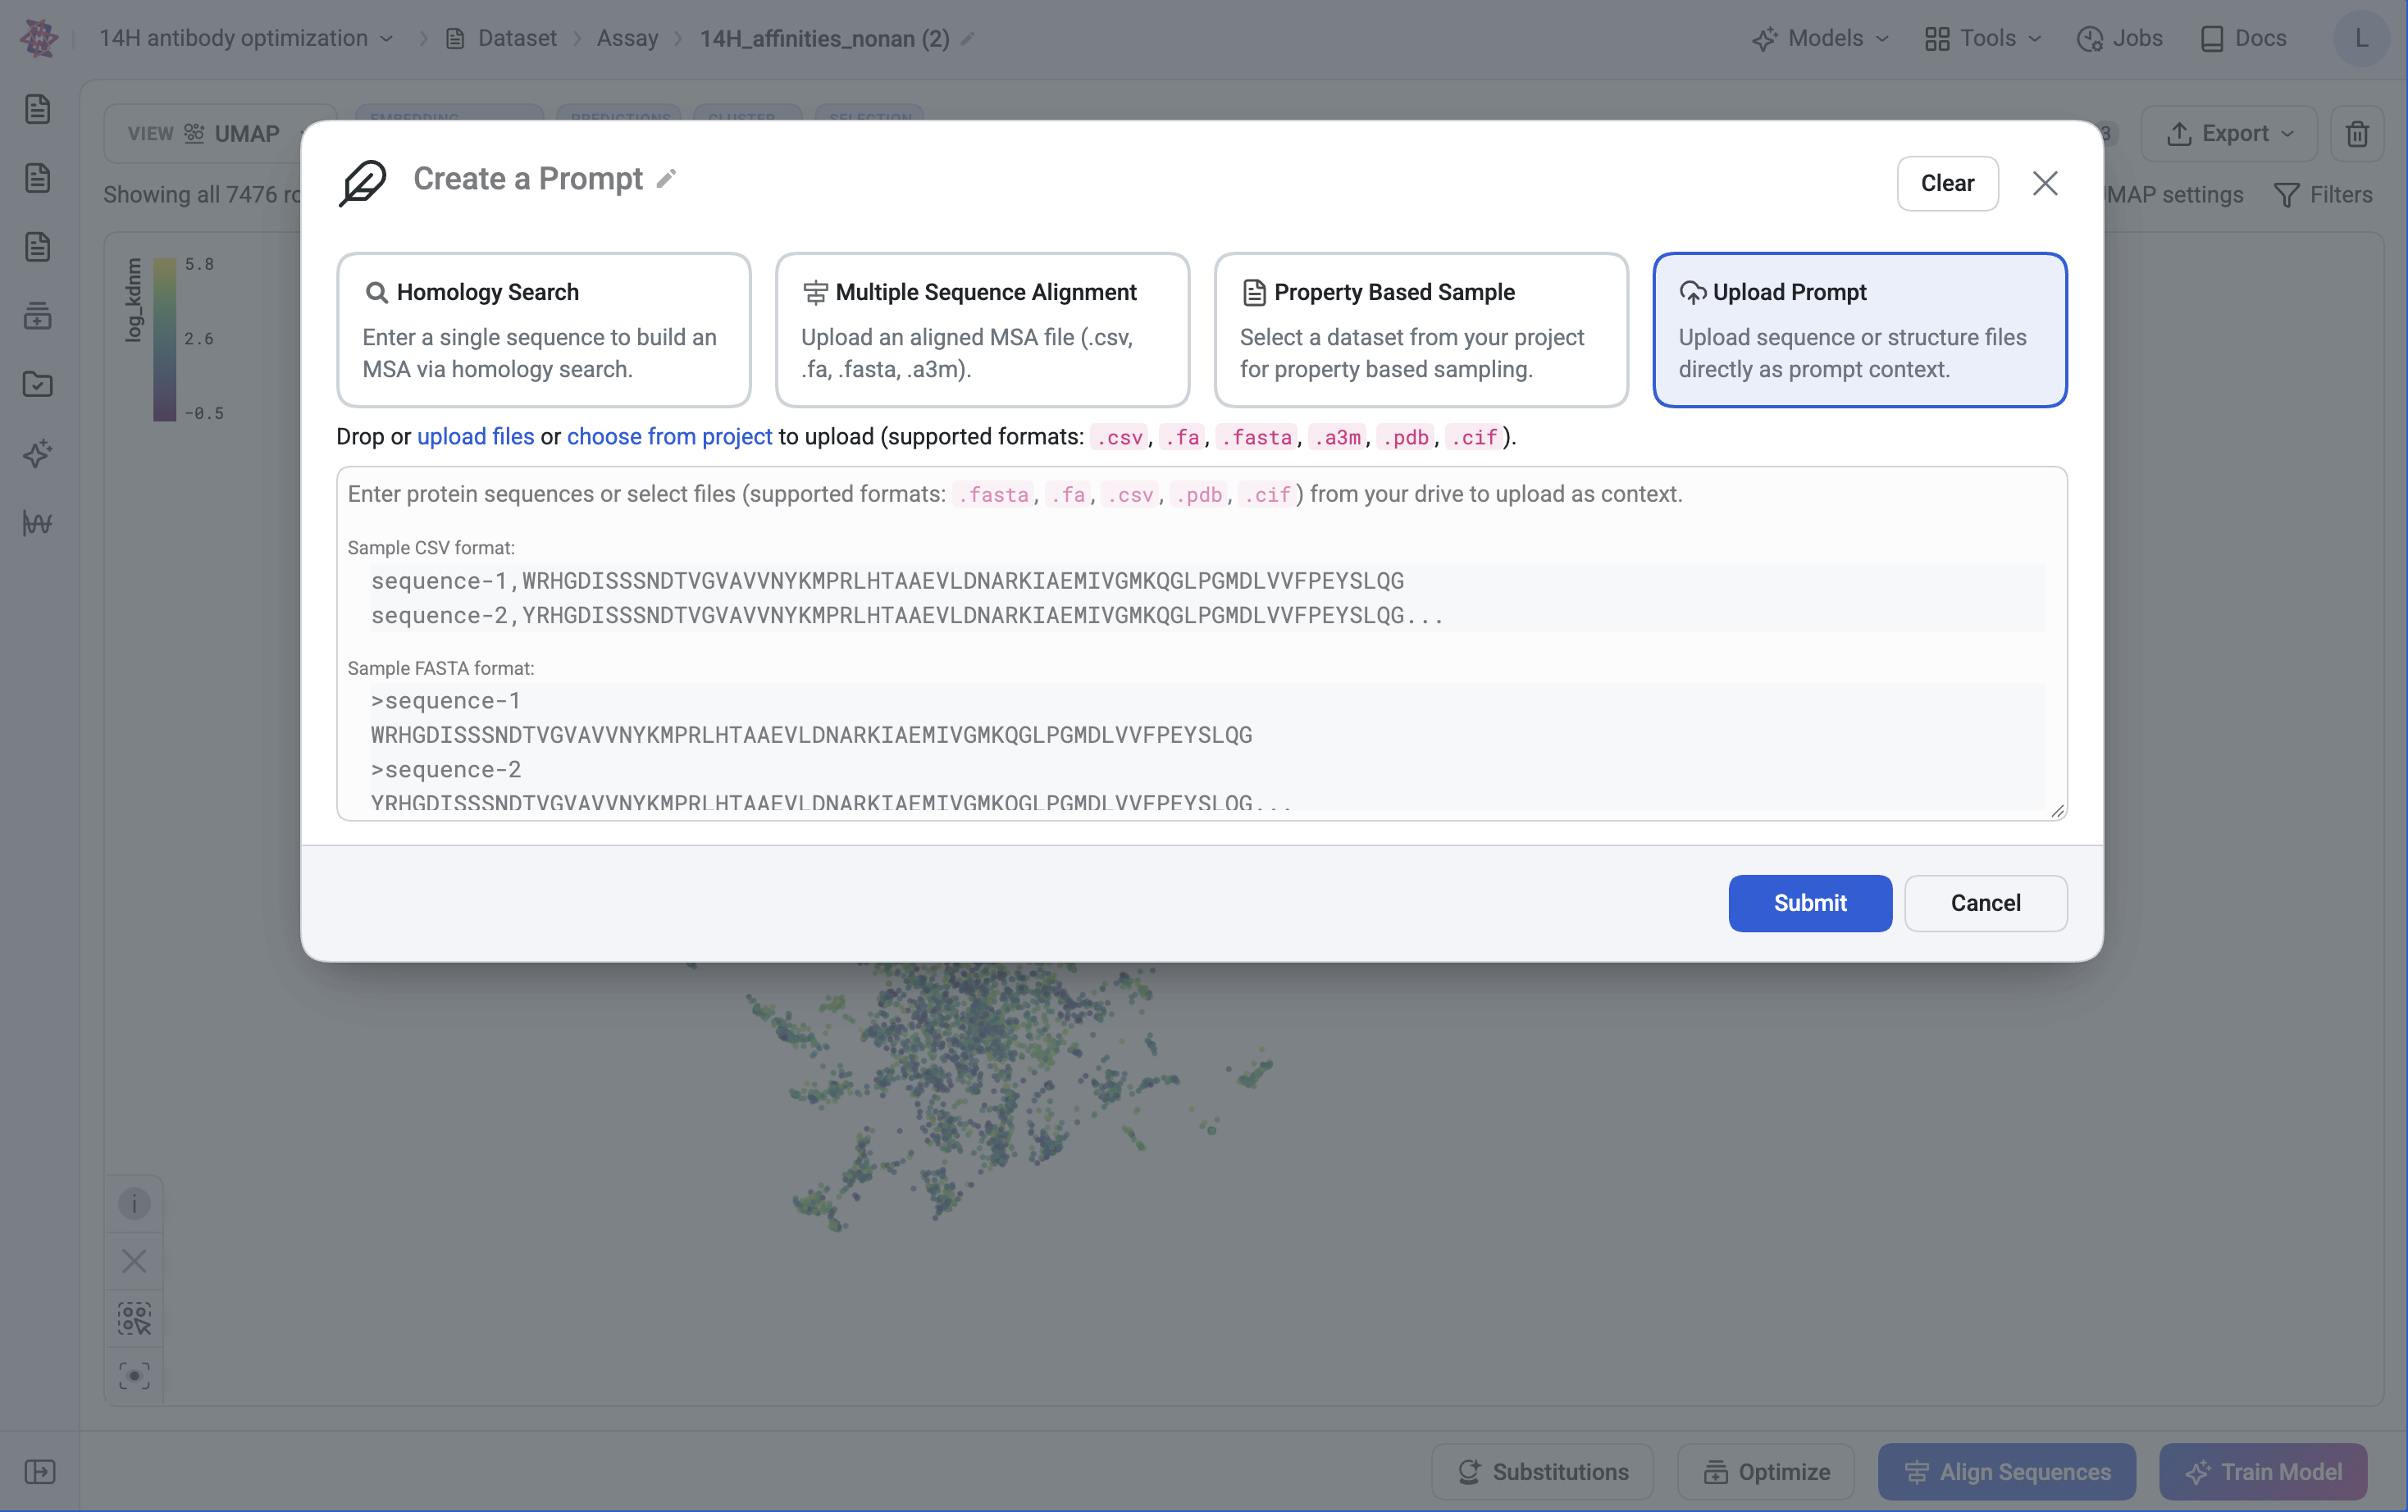 14H antibody optimization
Dataset
Assay
14H_affinities_nonan (2)
Models
Tools
Jobs
Docs
L
VIEW UMAP
EMBEDDING
PREDICTIONS
CLUSTER
SELECTION
3
Export
Showing all 7476
MAP settings
Filters
log_kdnm
5.8
2.6
-0.5
Create a Prompt
Clear
Homology Search
Enter a single sequence to build an
MSA via homology search.
Multiple Sequence Alignment
Upload an aligned MSA file (.csv,
.fa, .fasta, .a3m).
Property Based Sample
Select a dataset from your project
for property based sampling.
Upload Prompt
Upload sequence or structure files
directly as prompt context.
Drop or upload files or choose from project to upload (supported formats: .csv, .fa, .fasta, .a3m, .pdb, .cif).
Enter protein sequences or select files (supported formats: .fasta, .fa, .csv, .pdb, .cif) from your drive to upload as context.
Sample CSV format:
sequence-1,WRHGDISSSNDTVGVAVVNYKMPRLHTAAEVLDNARKIAEMIVGMKQGLPGMDLVVFPEYSLQG
sequence-2,YRHGDISSSNDTVGVAVVNYKMPRLHTAAEVLDNARKIAEMIVGMKQGLPGMDLVVFPEYSLQG...
Sample FASTA format:
>sequence-1
WRHGDISSSNDTVGVAVVNYKMPRLHTAAEVLDNARKIAEMIVGMKQGLPGMDLVVFPEYSLQG
>sequence-2
YRHGDISSSNDTVGVAVVNYKMPRLHTAAEVLDNARKIAEMIVGMKQGLPGMDLVVFPEYSLQG...
Submit
Cancel
Substitutions
Optimize
Align Sequences
Train Model